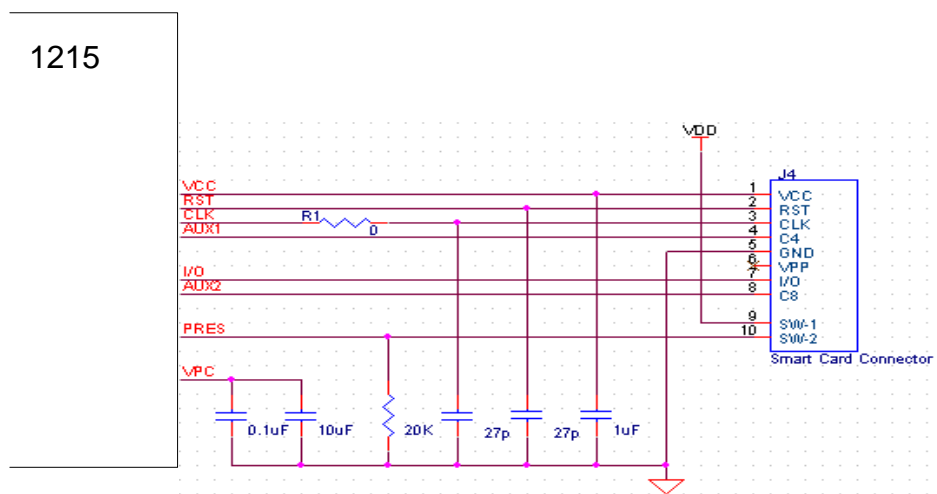 1215
VDD
J4
VCC
1
VCC
RST
2
RST
CLK
R1
0
3
CLK
AUX1
4
C4
5
GND
6
VPP
I/O
7
I/O
AUX2
8
C8
9
SW-1
PRES
10
SW-2
Smart Card Connector
VPC
0.1uF
10uF
20K
27p
27p
1uF